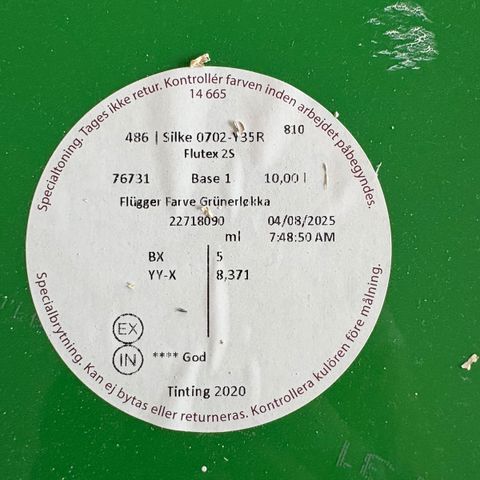 Specialtoning. Tages ikke retur. Kontrollér farven inden arbejdet påbegyndes.
14 665
810
486 | Silke 0702-Y35R
Flutex 2S
76731 Base 1 10,00 l
Flügger Farve Grünerløkka
22718090 04/08/2025
ml 7:48:50 AM
BX 5
YY-X 8,371
EX
IN **** God
Tinting 2020
Specialbrytning. Kan ej bytas eller returneras. Kontrollera kulören före målning.